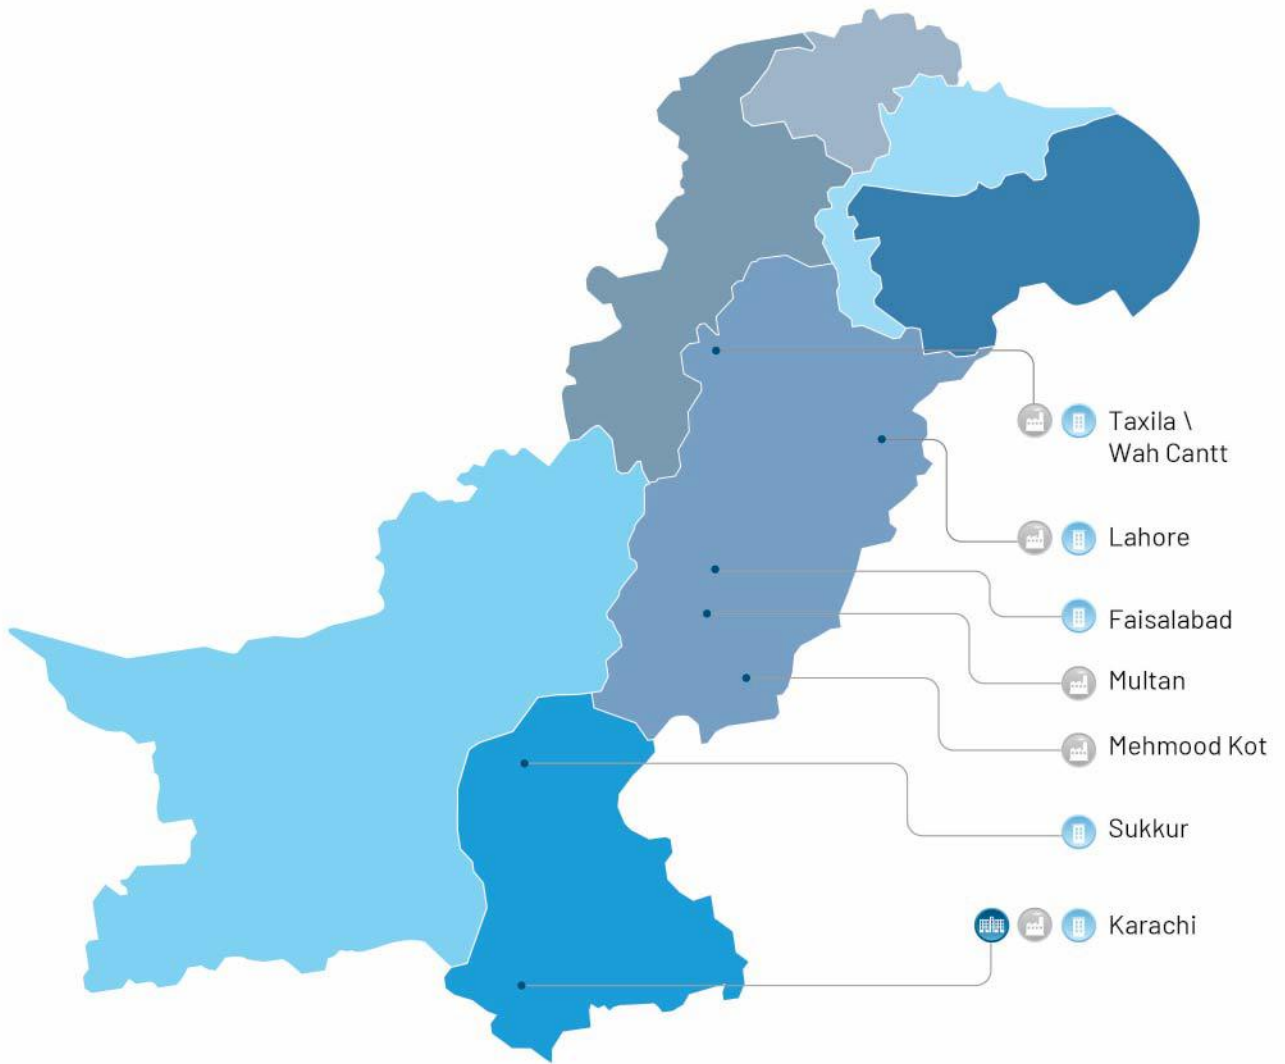 Taxila \
Wah Cantt
Lahore
Faisalabad
Multan
Mehmood Kot
Sukkur
Karachi